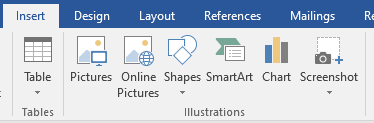 Insert Design Layout References Mailings
Table Pictures Online Pictures Shapes SmartArt Chart Screenshot
Tables Illustrations